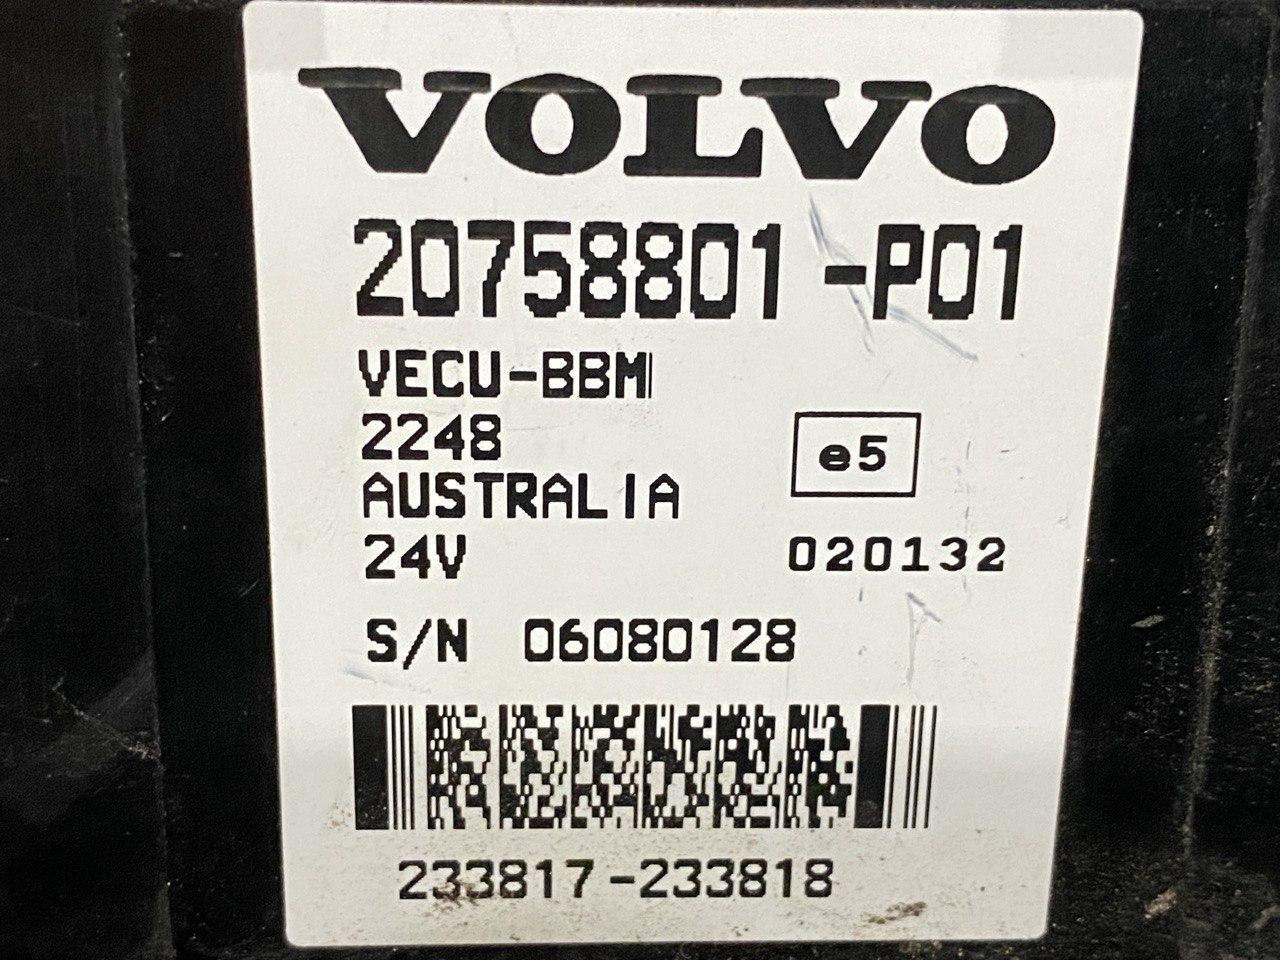 VOLVO
20758801-P01
VECU-BBM
2248
AUSTRALIA
24V
e5
020132
S/N 06080128
233817-233818